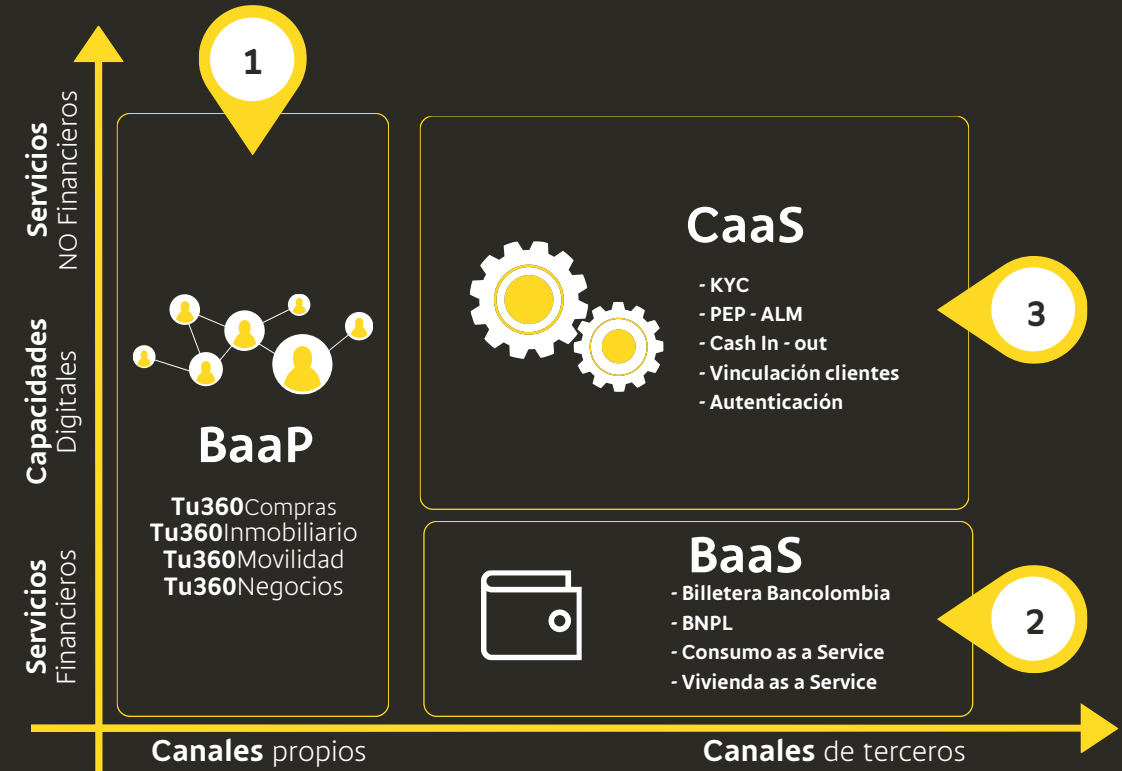 1
Servicios
NO Financieros
Capacidades
Digitales
Servicios
Financieros
BaaP
Tu360Compras
Tu360Inmobiliario
Tu360Movilidad
Tu360Negocios
CaaS
- KYC
- PEP - ALM
- Cash In - out
- Vinculación clientes
- Autenticación
3
BaaS
- Billetera Bancolombia
- BNPL
- Consumo as a Service
- Vivienda as a Service
2
Canales propios
Canales de terceros